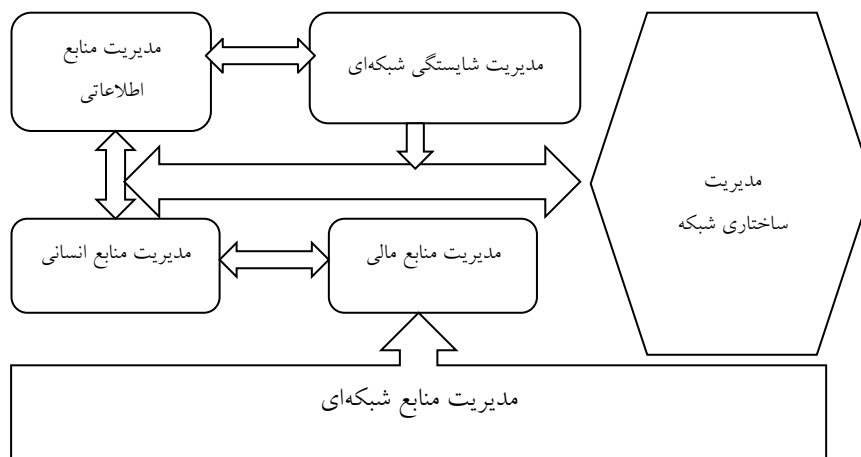 مدیریت شایستگی شبکه‌ای
مدیریت منابع
اطلاعاتی
مدیریت
ساختاری شبکه
مدیریت منابع مالی
مدیریت منابع انسانی
مدیریت منابع شبکه‌ای